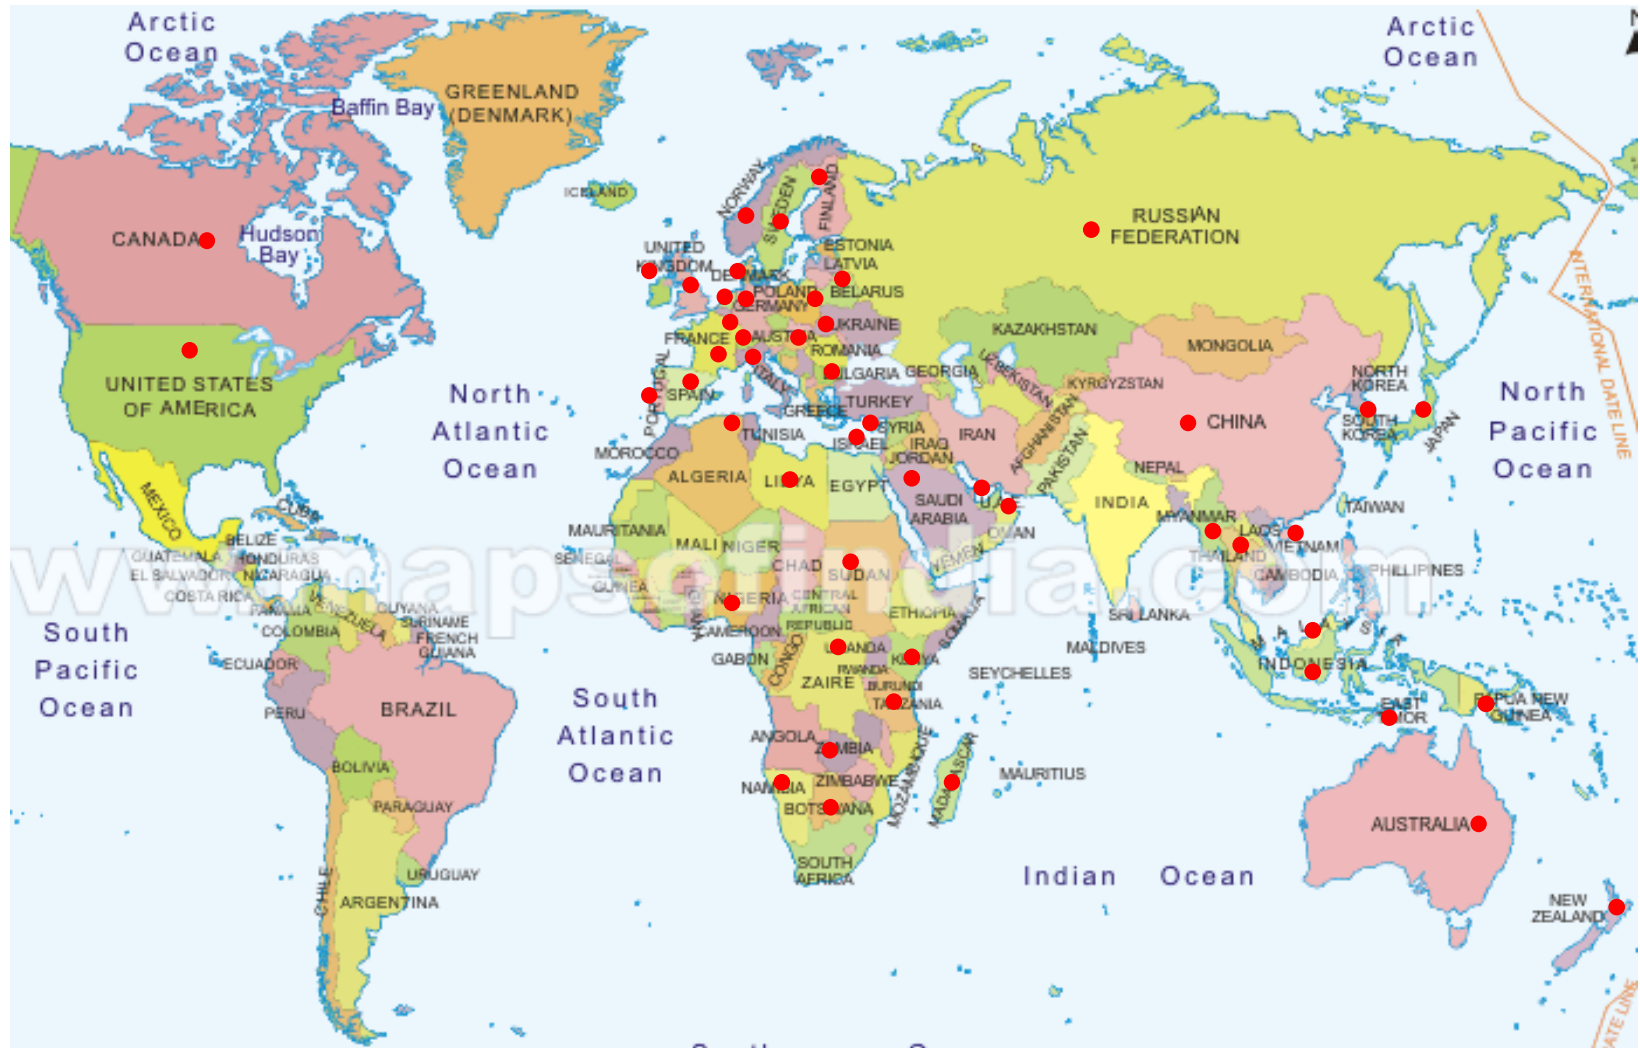 Arctic
Ocean
Arctic
Ocean
N
GREENLAND
(DENMARK)
Baffin Bay
ICELAND
NORWAY
SWEDEN
FINLAND
RUSSIAN
FEDERATION
CANADA
Hudson
Bay
UNITED
KINGDOM
ESTONIA
LATVIA
DENMARK
BELARUS
POLAND
GERMANY
INTERNATIONAL DATE LINE
UKRAINE
FRANCE
AUSTRIA
ROMANIA
KAZAKHSTAN
MONGOLIA
UNITED STATES
OF AMERICA
North
Atlantic
Ocean
PORTUGAL
SPAIN
ITALY
BULGARIA
GEORGIA
UZBEKISTAN
KYRGYZSTAN
NORTH
KOREA
North
Pacific
Ocean
GREECE
TURKEY
SYRIA
TUNISIA
ISRAEL
IRAQ
JORDAN
IRAN
AFGHANISTAN
PAKISTAN
CHINA
SOUTH
KOREA
JAPAN
MOROCCO
ALGERIA
LIBYA
EGYPT
SAUDI
ARABIA
U.A.E
OMAN
NEPAL
INDIA
TAIWAN
MEXICO
CUBA
MAURITANIA
MALI
NIGER
CHAD
SUDAN
YEMEN
MYANMAR
LAOS
VIETNAM
THAILAND
CAMBODIA
PHILLIPINES
www.mapsofindia.com
BELIZE
GUATEMALA
HONDURAS
EL SALVADOR
NICARAGUA
COSTA RICA
PANAMA
VENEZUELA
GUYANA
SURINAME
FRENCH
GUIANA
COLOMBIA
SENEGAL
GUINEA
GHANA
NIGERIA
CENTRAL
AFRICAN
REPUBLIC
CAMEROON
ETHIOPIA
SOMALIA
SRI LANKA
MALDIVES
MALAYSIA
South
Pacific
Ocean
ECUADOR
PERU
BRAZIL
GABON
CONGO
UGANDA
KENYA
RWANDA
BURUNDI
ZAIRE
TANZANIA
SEYCHELLES
INDONESIA
EAST
TIMOR
PAPUA NEW
GUINEA
South
Atlantic
Ocean
ANGOLA
ZAMBIA
MOZAMBIQUE
MADAGASCAR
MAURITIUS
BOLIVIA
PARAGUAY
NAMIBIA
ZIMBABWE
BOTSWANA
SOUTH
AFRICA
AUSTRALIA
CHILE
URUGUAY
ARGENTINA
Indian Ocean
NEW
ZEALAND
ATE LINE